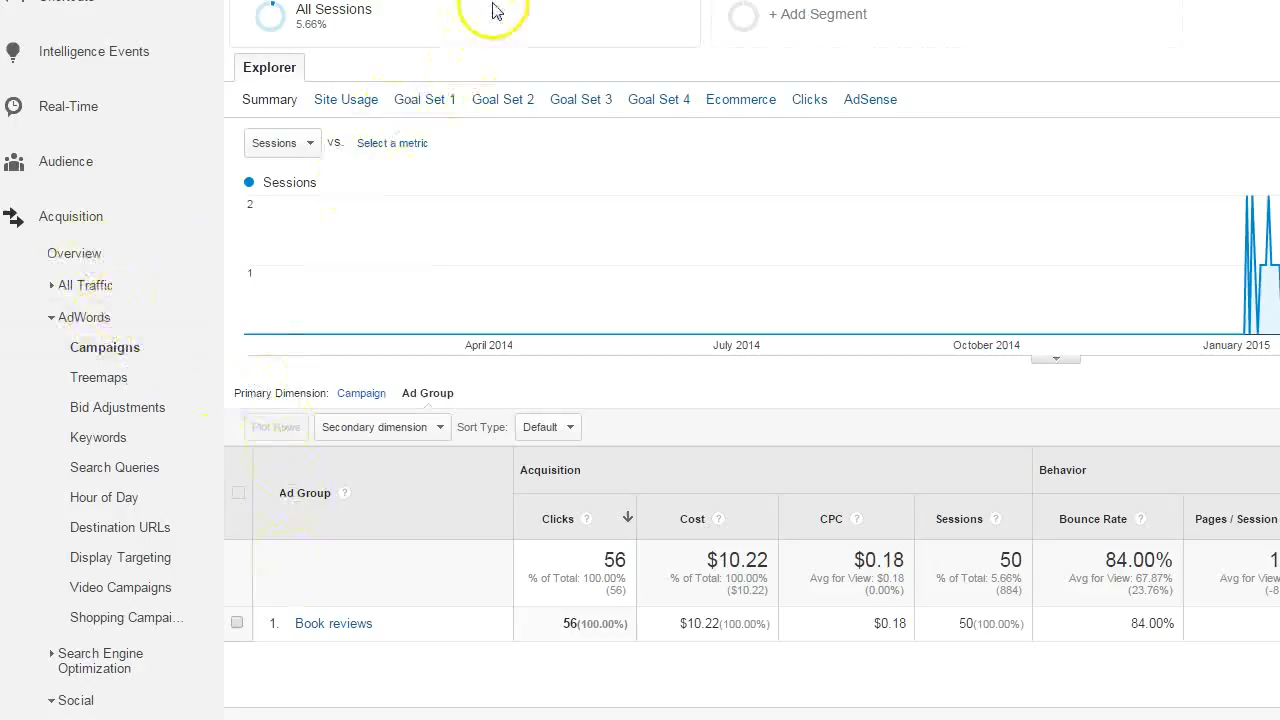 All Sessions
5.66%
+ Add Segment
Intelligence Events
Real-Time
Audience
Acquisition
Overview
All Traffic
AdWords
Campaigns
Treemaps
Bid Adjustments
Keywords
Search Queries
Hour of Day
Destination URLs
Display Targeting
Video Campaigns
Shopping Campai...
Search Engine
Optimization
Social
Explorer
Summary Site Usage Goal Set 1 Goal Set 2 Goal Set 3 Goal Set 4 Ecommerce Clicks AdSense
Sessions VS. Select a metric
Sessions
2
1
April 2014 July 2014 October 2014 January 2015
Primary Dimension: Campaign Ad Group
Plot Rows Secondary dimension Sort Type: Default
Acquisition Behavior
Ad Group ? Clicks ? Cost ? CPC ? Sessions ? Bounce Rate ? Pages / Session
56 $10.22 $0.18 50 84.00%
% of Total: 100.00% % of Total: 100.00% Avg for View: $0.18 % of Total: 5.66% Avg for View: 67.87%
(56) ($10.22) (0.00%) (884) (23.76%)
1. Book reviews 56(100.00%) $10.22(100.00%) $0.18 50(100.00%) 84.00%